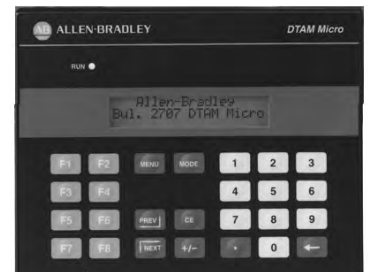 AB ALLEN-BRADLEY DTAM Micro
RUN
Allen-Bradley
Bul. 2707 DTAM Micro
F1 F2 MENU MODE 1 2 3
F3 F4 4 5 6
F5 F6 PREV CE 7 8 9
F7 F8 NEXT +/- . 0 ←